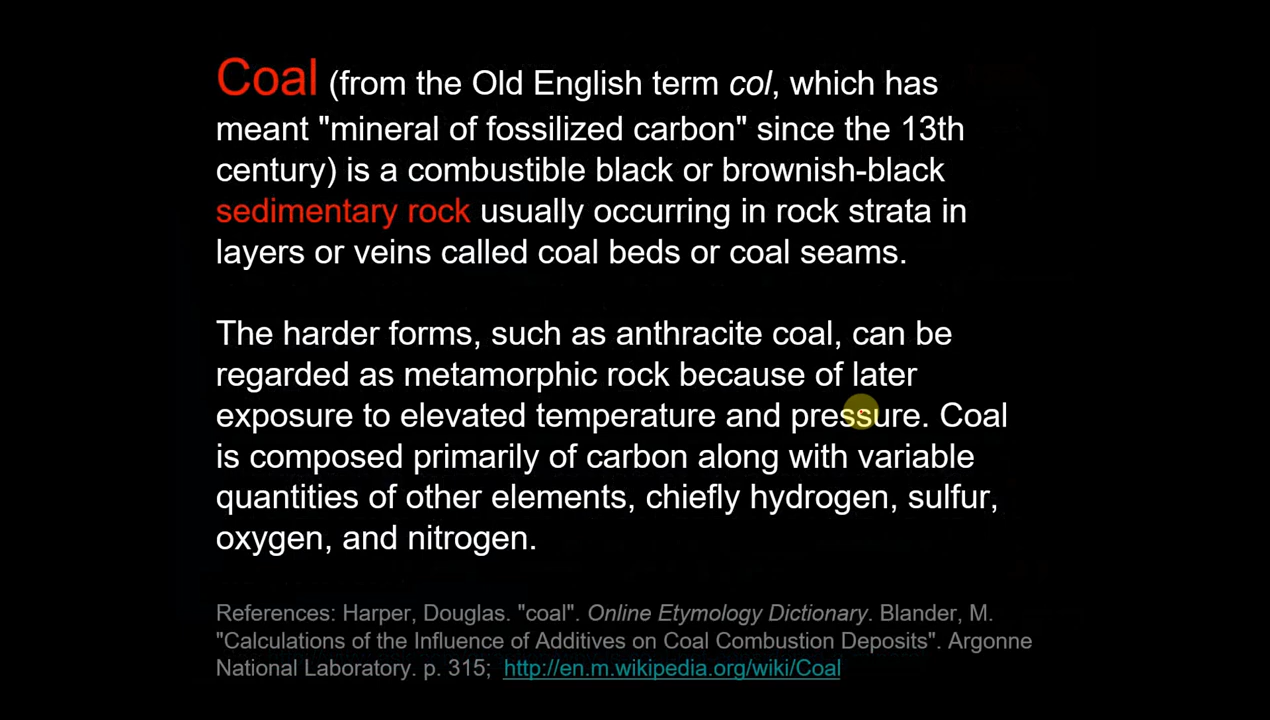 Coal (from the Old English term col, which has
meant "mineral of fossilized carbon" since the 13th
century) is a combustible black or brownish-black
sedimentary rock usually occurring in rock strata in
layers or veins called coal beds or coal seams.
The harder forms, such as anthracite coal, can be
regarded as metamorphic rock because of later
exposure to elevated temperature and pressure. Coal
is composed primarily of carbon along with variable
quantities of other elements, chiefly hydrogen, sulfur,
oxygen, and nitrogen.
References: Harper, Douglas. "coal". Online Etymology Dictionary. Blander, M.
"Calculations of the Influence of Additives on Coal Combustion Deposits". Argonne
National Laboratory. p. 315; http://en.m.wikipedia.org/wiki/Coal